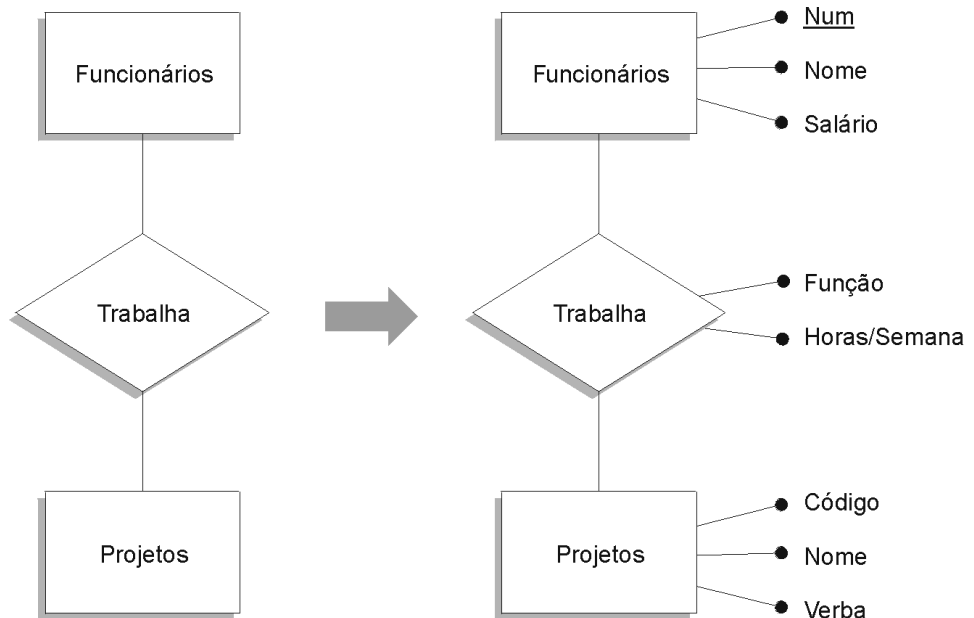 Funcionários
Trabalha
Projetos
Funcionários
Num
Nome
Salário
Trabalha
Função
Horas/Semana
Projetos
Código
Nome
Verba